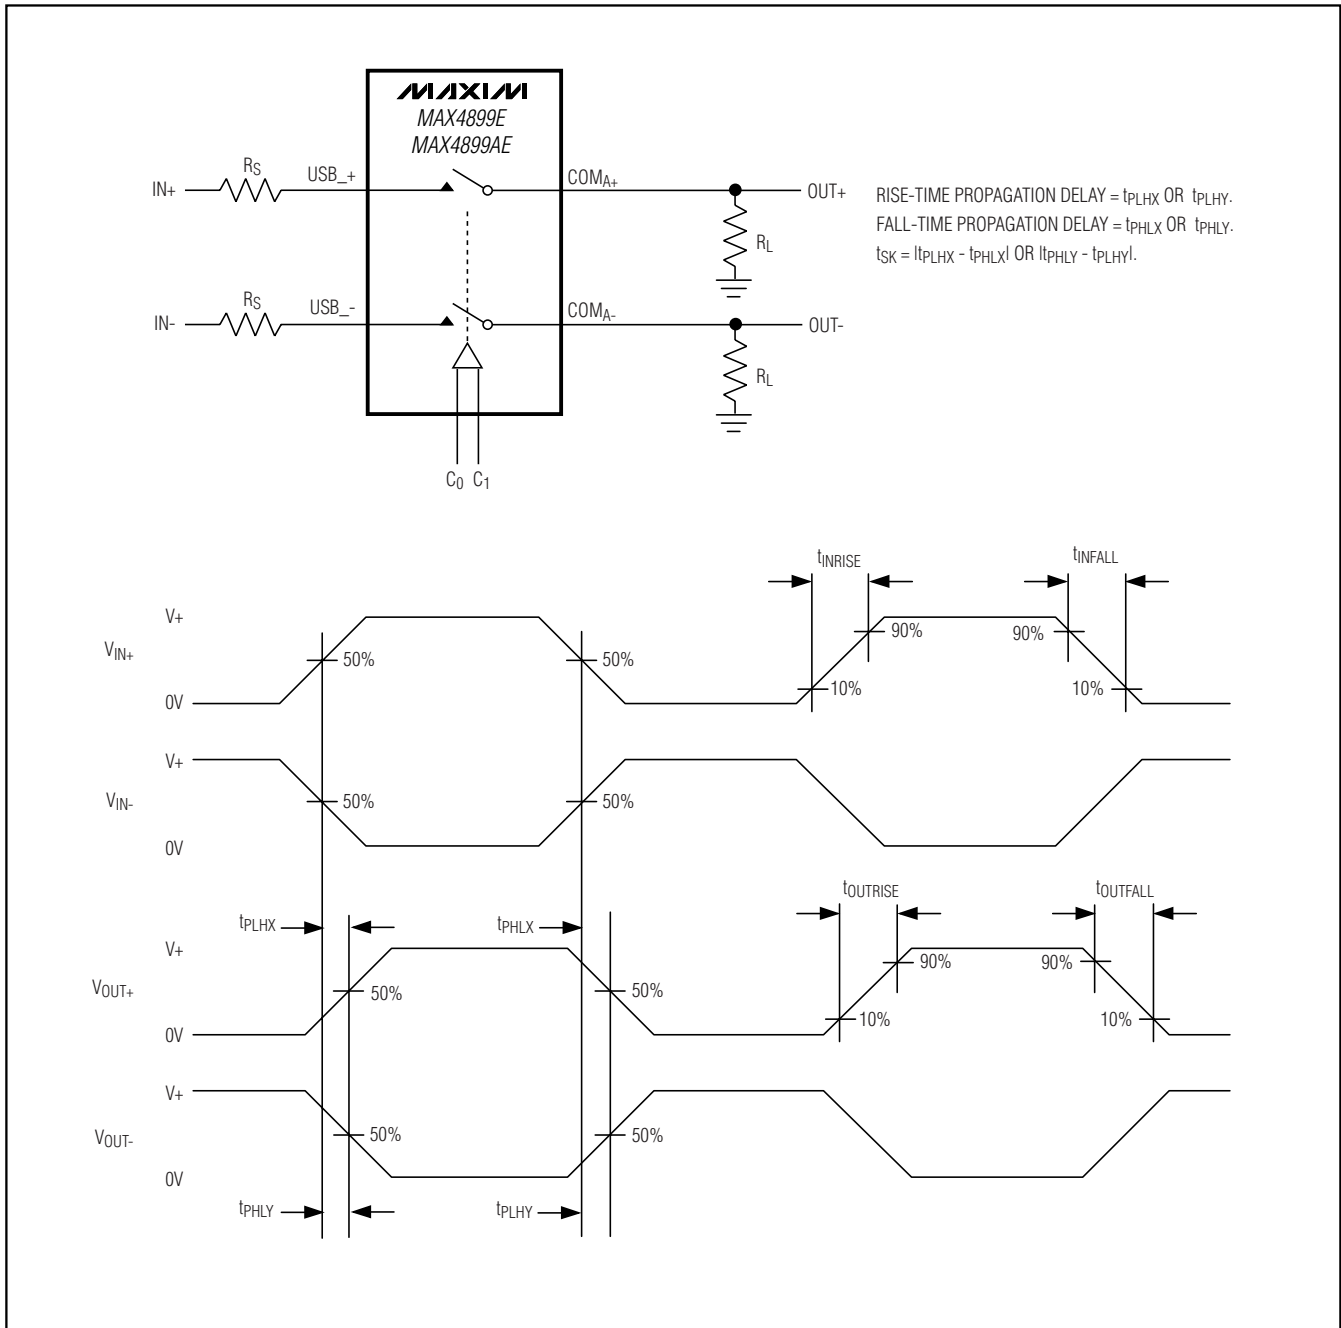 MAXIM
MAX4899E
MAX4899AE
IN+
RS
USB_+
COMA+
OUT+
RL
RISE-TIME PROPAGATION DELAY = tPLHX OR tPLHY.
FALL-TIME PROPAGATION DELAY = tPHLX OR tPHLY.
tSK = |tPLHX - tPHLX| OR |tPHLY - tPLHY|.
IN-
RS
USB_-
COMA-
OUT-
RL
C0 C1
tINRISE
tINFALL
V+
VIN+
0V
50%
50%
90%
10%
90%
10%
V+
VIN-
0V
50%
50%
tOUTRISE
tOUTFALL
tPLHX
tPHLX
V+
VOUT+
0V
50%
50%
90%
10%
90%
10%
V+
VOUT-
0V
50%
50%
tPHLY
tPLHY